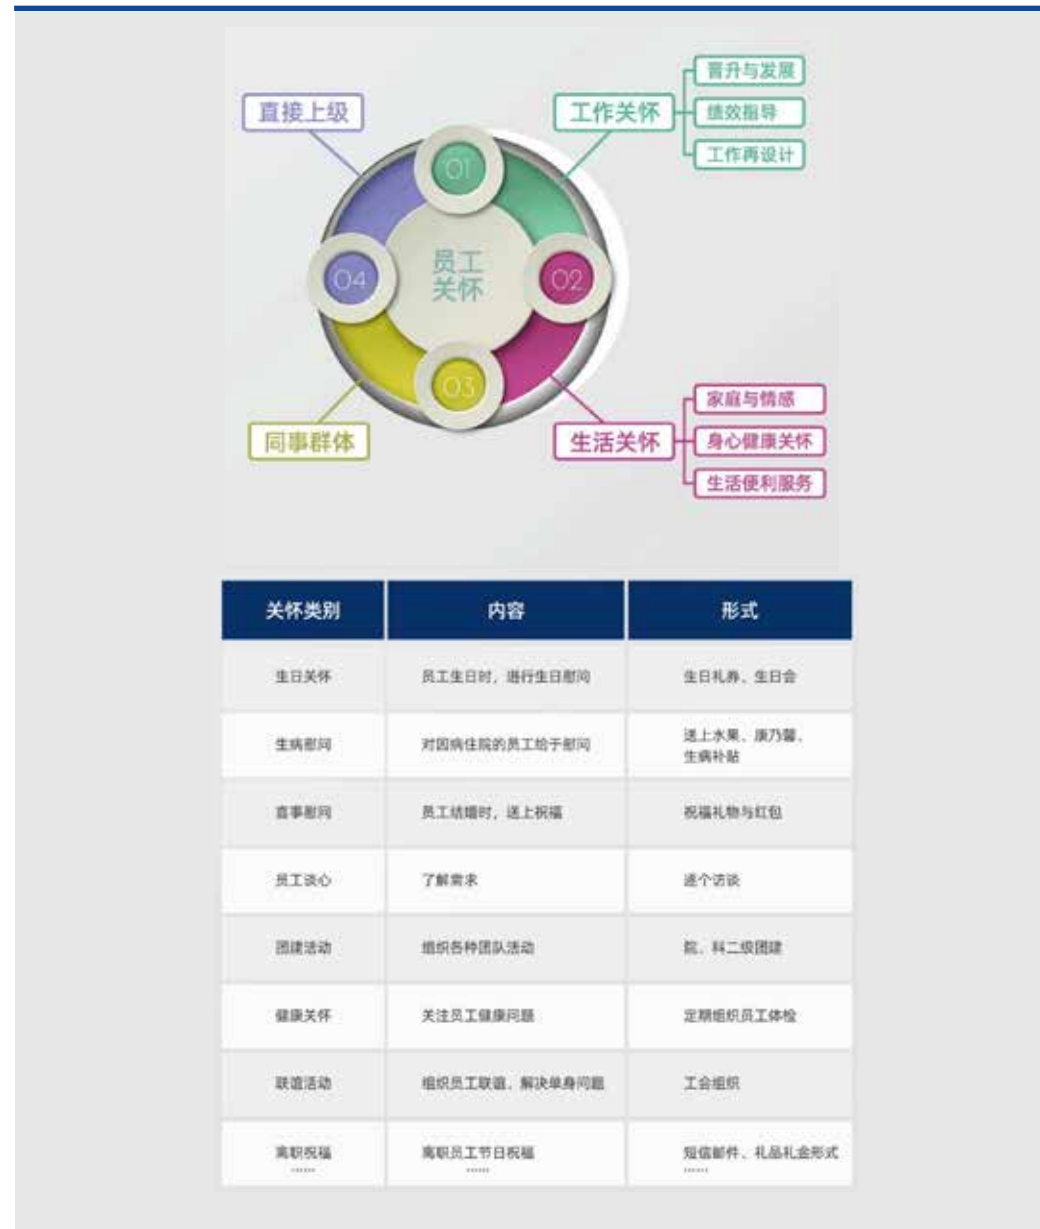 直接上级
工作关怀
晋升与发展
绩效指导
工作再设计
01
员工
关怀
04
02
03
同事群体
生活关怀
家庭与情感
身心健康关怀
生活便利服务
关怀类别 内容 形式
生日关怀 员工生日时，进行生日慰问 生日礼券、生日会
生病慰问 对因病住院的员工给于慰问 送上水果、康乃馨、
生病补贴
喜事慰问 员工结婚时，送上祝福 祝福礼物与红包
员工谈心 了解需求 逐个访谈
团建活动 组织各种团队活动 院、科二级团建
健康关怀 关注员工健康问题 定期组织员工体检
联谊活动 组织员工联谊、解决单身问题 工会组织
离职祝福 离职员工节日祝福 短信邮件、礼品礼金形式
…… …… ……